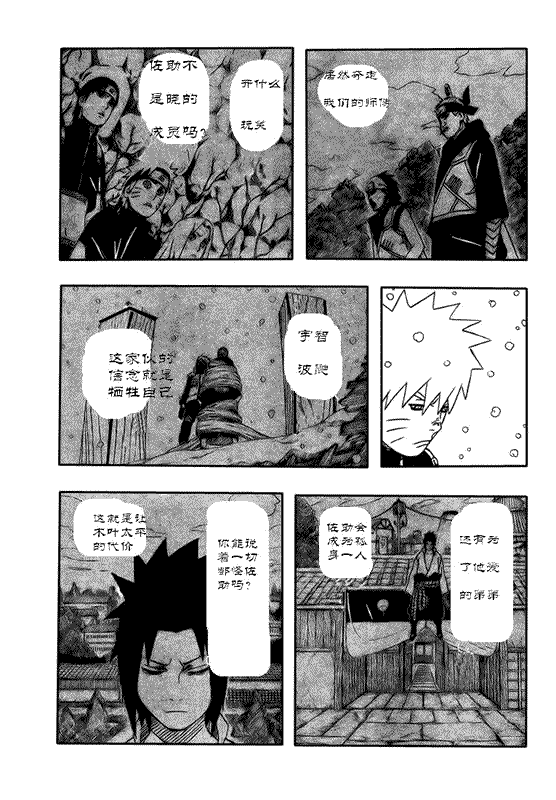 居然夺走
我们的师傅
开什么
玩笑
佐助不
是晓的
成员吗?
宇智
波爬
这家伙的
信念就是
牺牲自己
还有为
了他爱
的弟弟
佐助会
成为孤
身一人
你能说
着一切
都怪佐
助吗?
这就是让
木叶太平
的代价